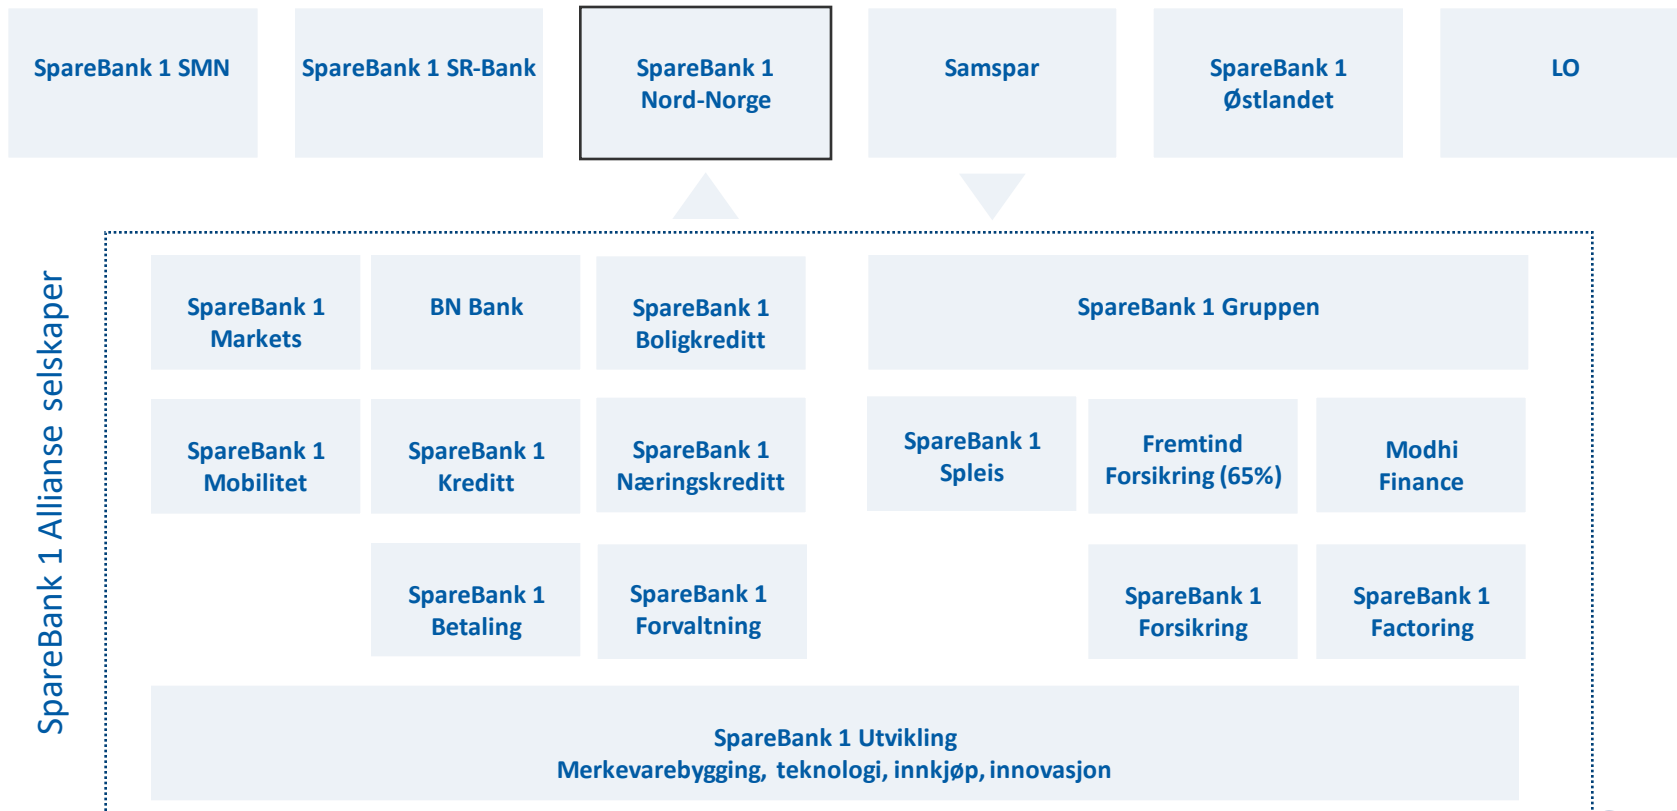 SpareBank 1 SMN
SpareBank 1 SR-Bank
SpareBank 1
Nord-Norge
Samspar
SpareBank 1
Østlandet
LO
SpareBank 1 Allianse selskaper
SpareBank 1
Markets
BN Bank
SpareBank 1
Boligkreditt
SpareBank 1 Gruppen
SpareBank 1
Mobilitet
SpareBank 1
Kreditt
SpareBank 1
Næringskreditt
SpareBank 1
Spleis
Fremtind
Forsikring (65%)
Modhi
Finance
SpareBank 1
Betaling
SpareBank 1
Forvaltning
SpareBank 1
Forsikring
SpareBank 1
Factoring
SpareBank 1 Utvikling
Merkevarebygging, teknologi, innkjøp, innovasjon